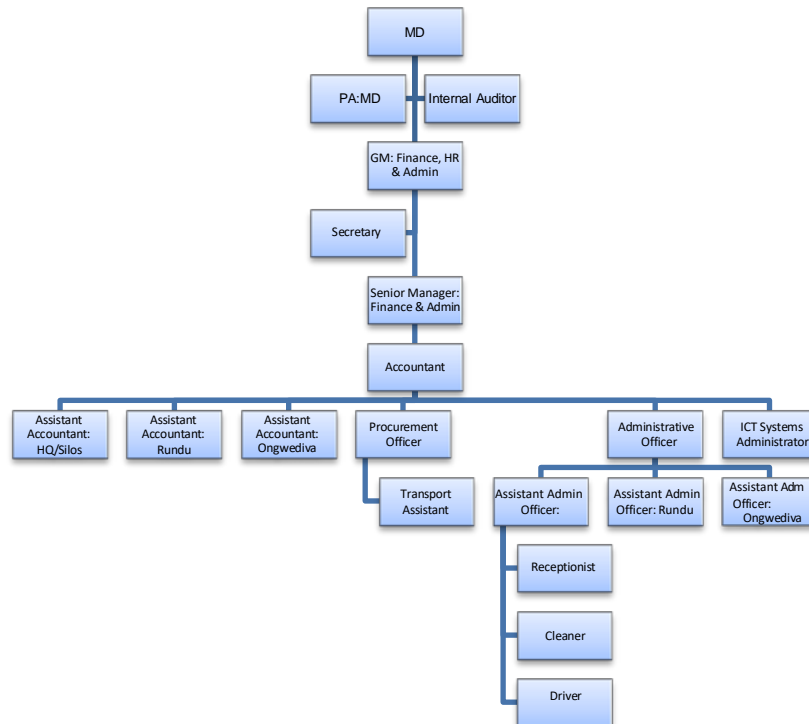 MD
PA:MD
Internal Auditor
GM: Finance, HR
& Admin
Secretary
Senior Manager:
Finance & Admin
Accountant
Assistant
Accountant:
HQ/Silos
Assistant
Accountant:
Rundu
Assistant
Accountant:
Ongwediva
Procurement
Officer
Administrative
Officer
ICT Systems
Administrator
Transport
Assistant
Assistant Admin
Officer:
Assistant Admin
Officer: Rundu
Assistant Adm
Officer:
Ongwediva
Receptionist
Cleaner
Driver